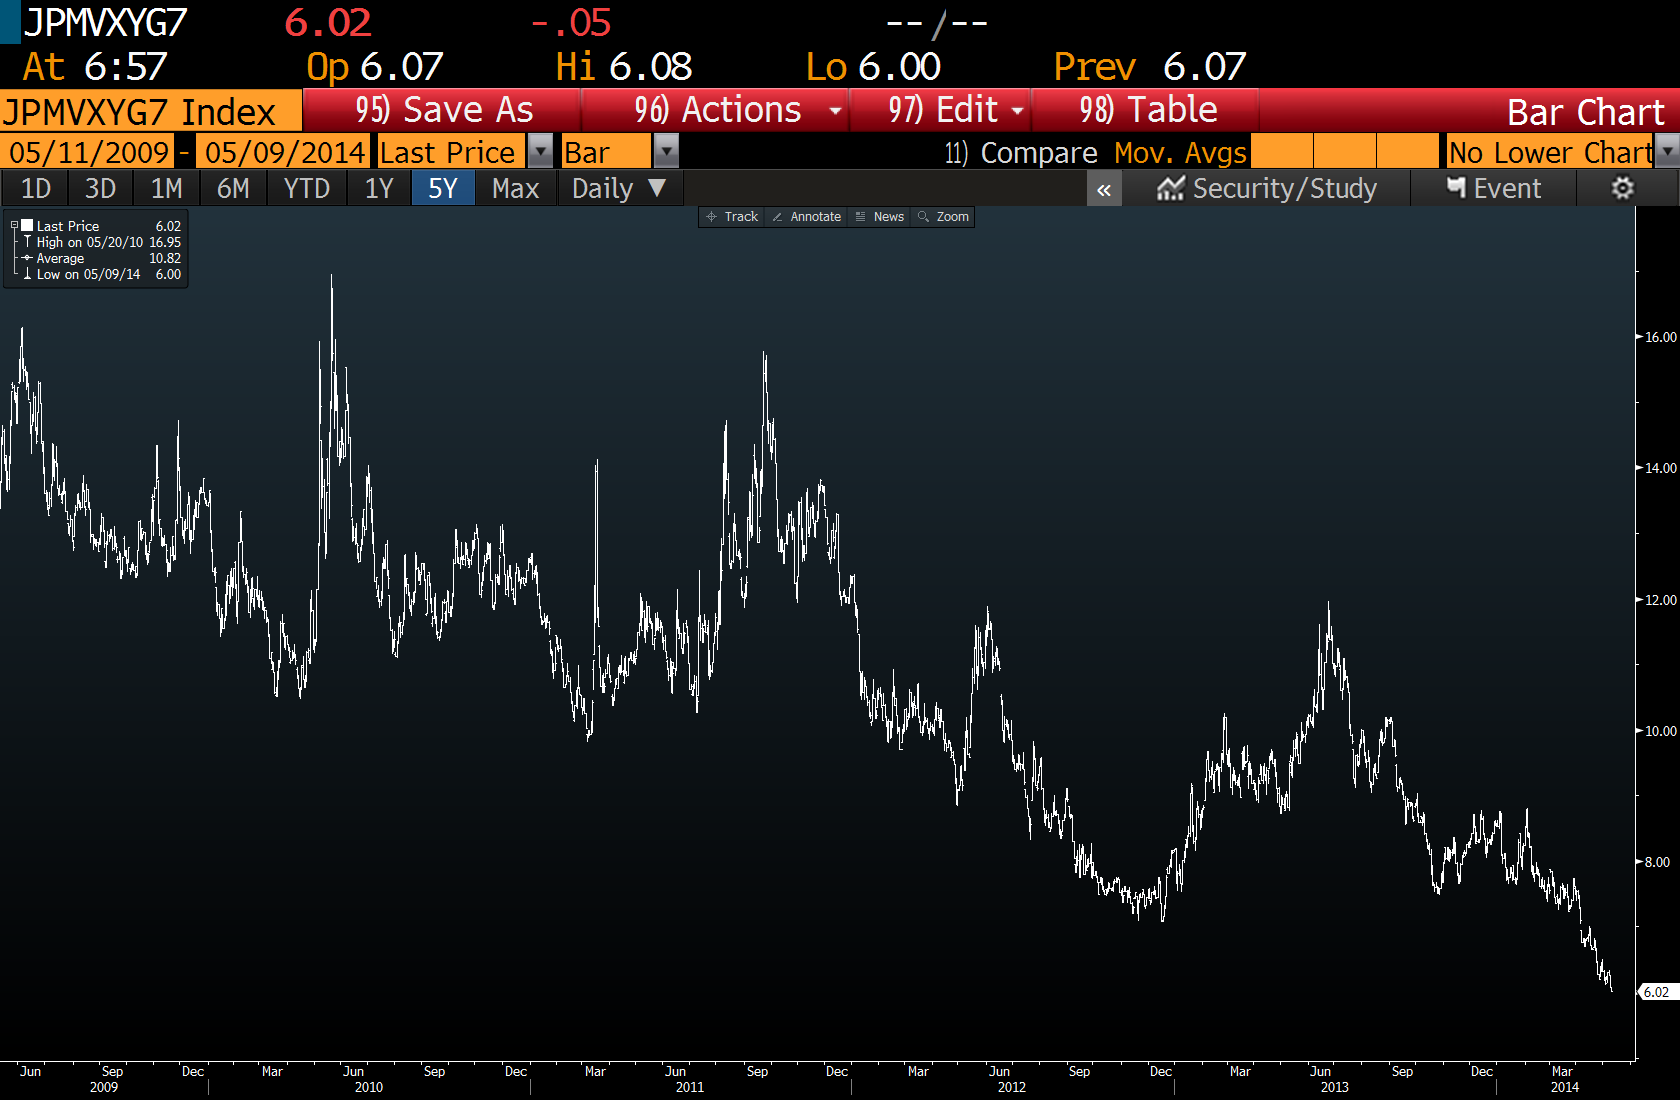 JPMVXYG7 6.02 -.05 --/--
At 6:57 Op 6.07 Hi 6.08 Lo 6.00 Prev 6.07
JPMVXYG7 Index 95) Save As 96) Actions 97) Edit 98) Table Bar Chart
05/11/2009 - 05/09/2014 Last Price Bar 11) Compare Mov. Avgs No Lower Chart
1D 3D 1M 6M YTD 1Y 5Y Max Daily ▼ « Security/Study Event
Track Annotate News Zoom
Last Price 6.02
High on 05/20/10 16.95
Average 10.82
Low on 05/09/14 6.00
16.00
14.00
12.00
10.00
8.00
6.02
Jun Sep Dec Mar Jun Sep Dec Mar Jun Sep Dec Mar Jun Sep Dec Mar Jun Sep Dec Mar
2009 2010 2011 2012 2013 2014